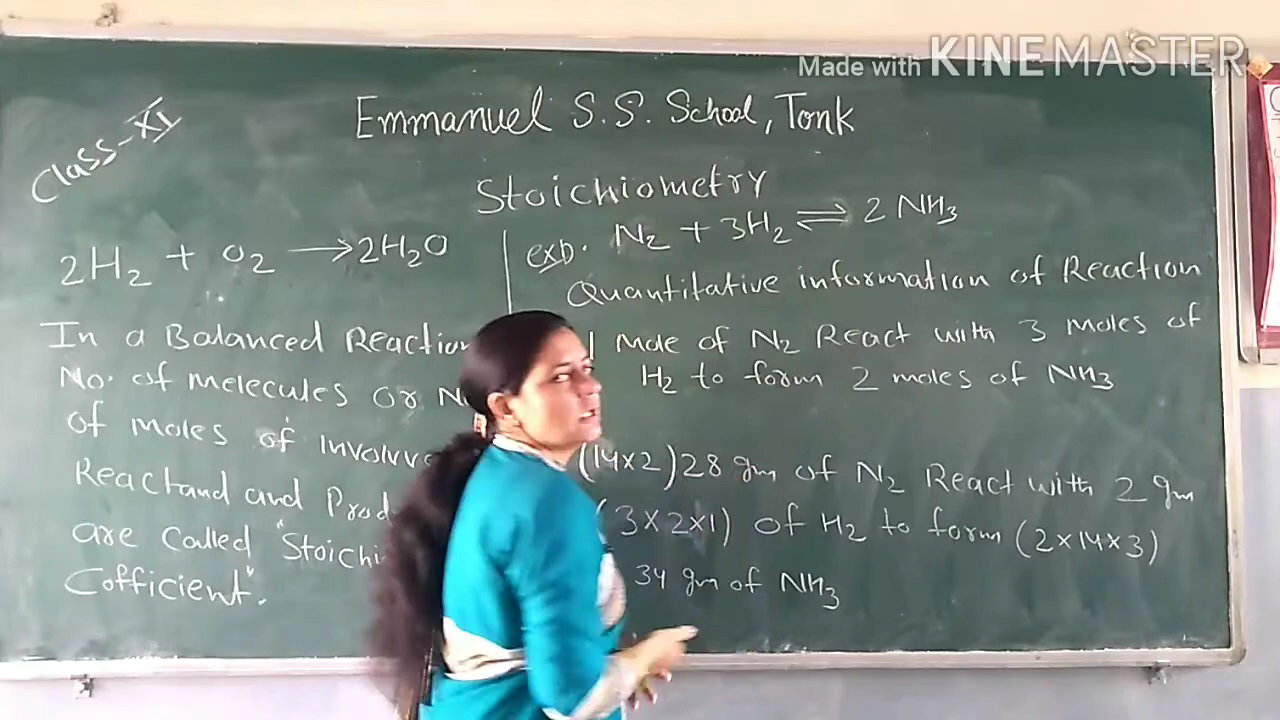 Made with KINEMASTER
Emmanuel S.S. School, Tonk
Class-XI
Stoichiometry
2H₂ + O₂ → 2H₂O
In a Balanced Reaction
No. of molecules or
of moles of involvve
Reactand and Prod
are called "Stoichi
Cofficient".
exp. N₂ + 3H₂ ⇌ 2 NH₃
Quantitative information of Reaction
1 Mole of N₂ React with 3 moles of
H₂ to form 2 moles of NH₃
(14×2) 28 gm of N₂ React with 2 gm
(3×2×1) of H₂ to form (2×14×3)
34 gm of NH₃